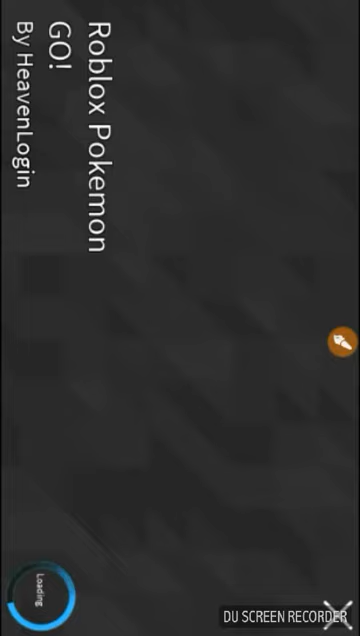 Roblox Pokemon
GO!
By HeavenLogin
Loading
DU SCREEN RECORDER